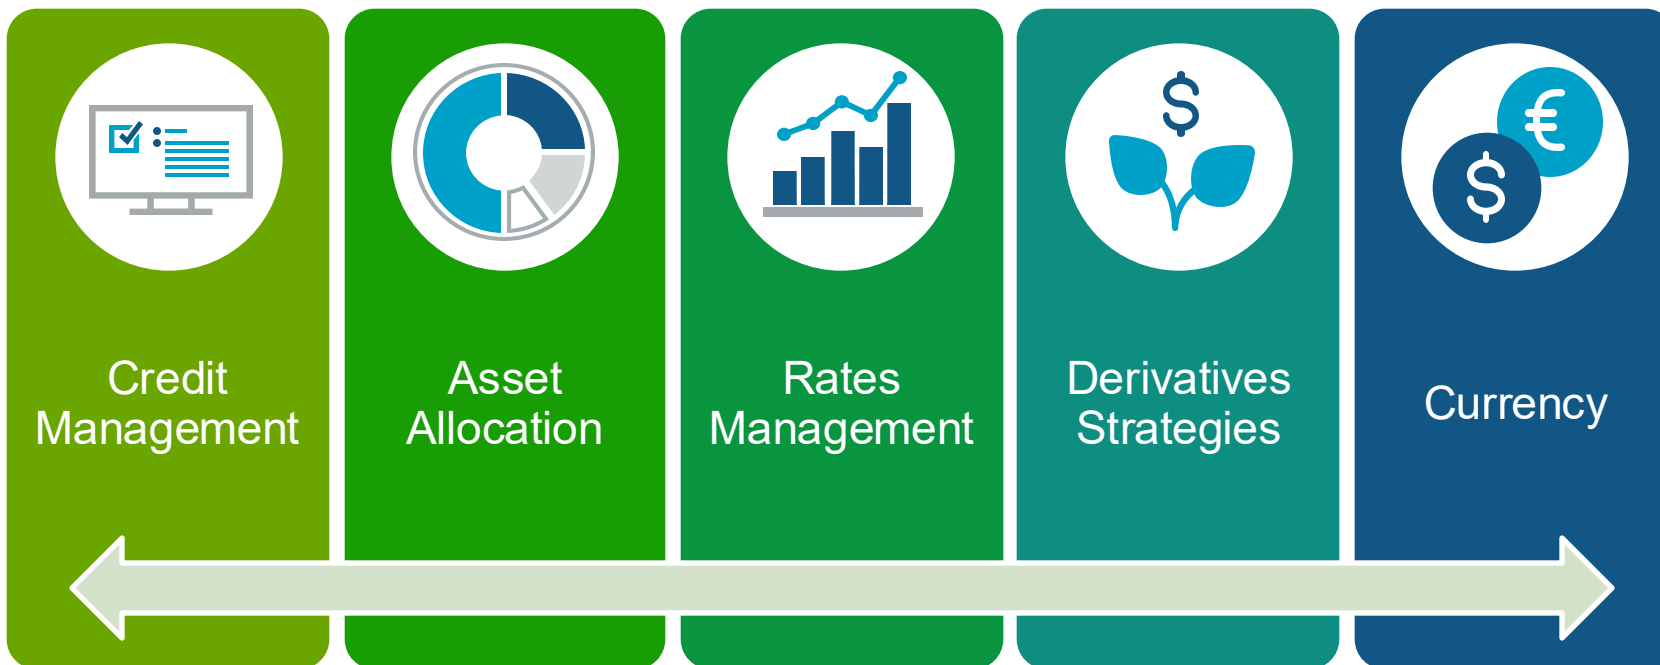 Credit
Management
Asset
Allocation
Rates
Management
Derivatives
Strategies
Currency
$
€
$